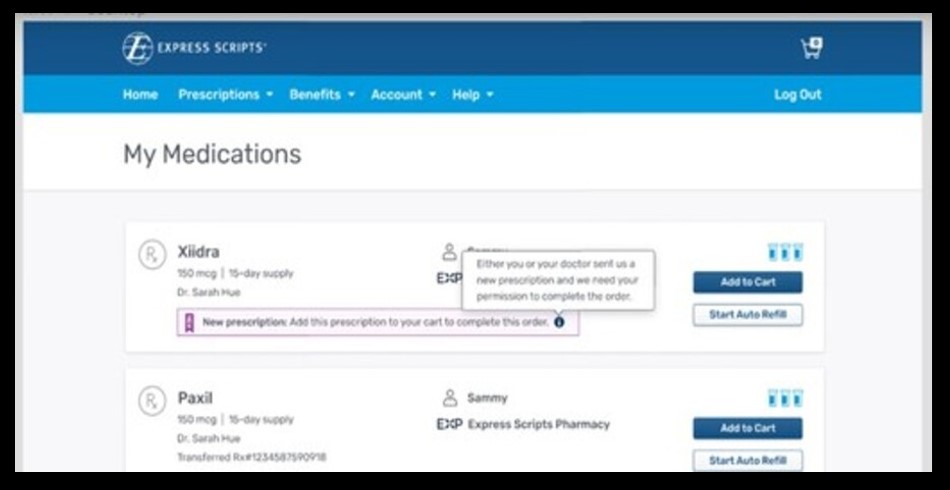 EXPRESS SCRIPTS
0
Home Prescriptions Benefits Account Help Log Out
My Medications
Rx Xiidra
150 mcg | 15-day supply
Dr. Sarah Hue
New prescription: Add this prescription to your cart to complete this order.
Sammy
EXP
Either you or your doctor sent us a
new prescription and we need your
permission to complete the order.
Add to Cart
Start Auto Refill
Rx Paxil
150 mcg | 15-day supply
Dr. Sarah Hue
Transferred Rx#1234587590918
Sammy
EXP Express Scripts Pharmacy
Add to Cart
Start Auto Refill